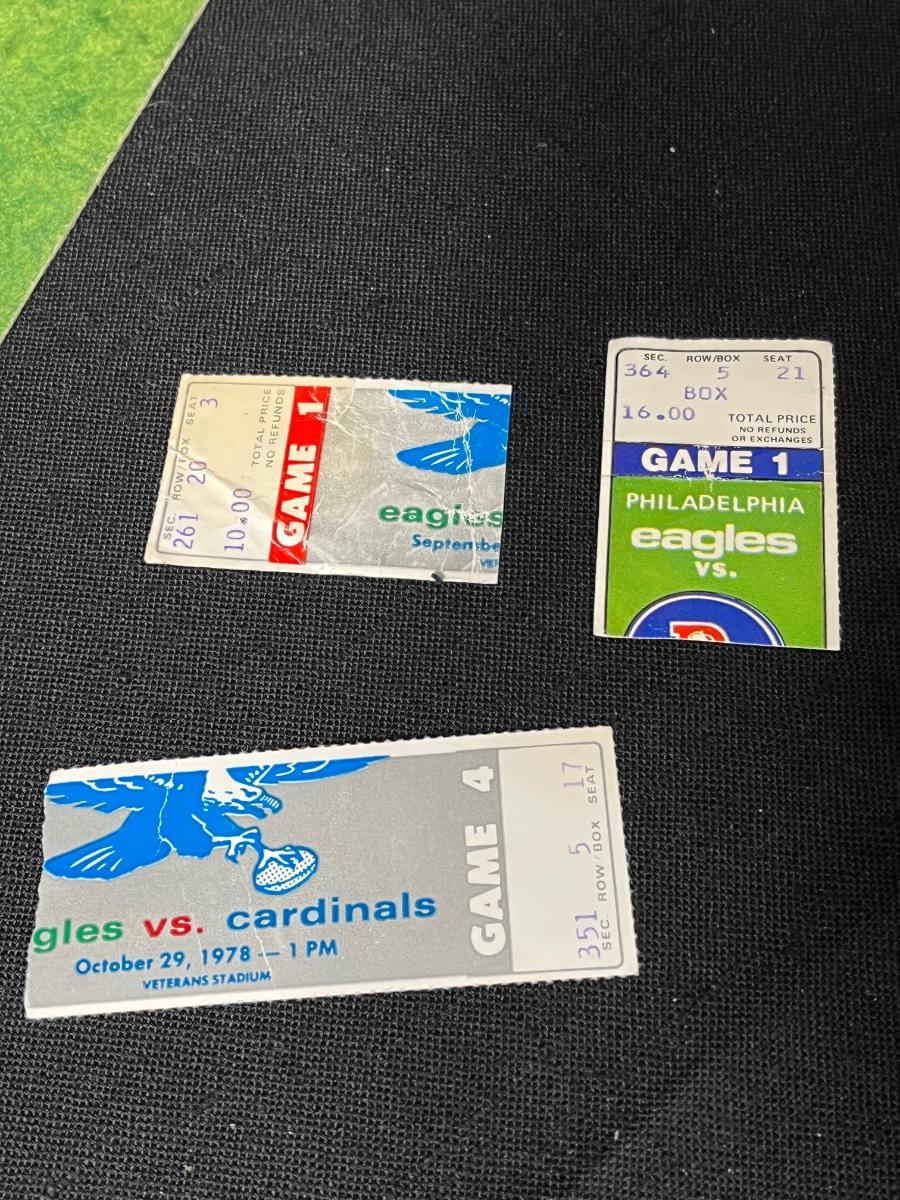 SEC. ROW/BOX SEAT
261 20 3
10.00
TOTAL PRICE
NO REFUNDS
GAME 1
eagles
Septembe
SEC. ROW/BOX SEAT
364 5 21
BOX
16.00 TOTAL PRICE
NO REFUNDS
OR EXCHANGES
GAME 1
PHILADELPHIA
eagles
vs.
gles vs. cardinals
October 29, 1978 — 1 PM
VETERANS STADIUM
GAME 4
351 5 17
SEC. ROW/BOX SEAT